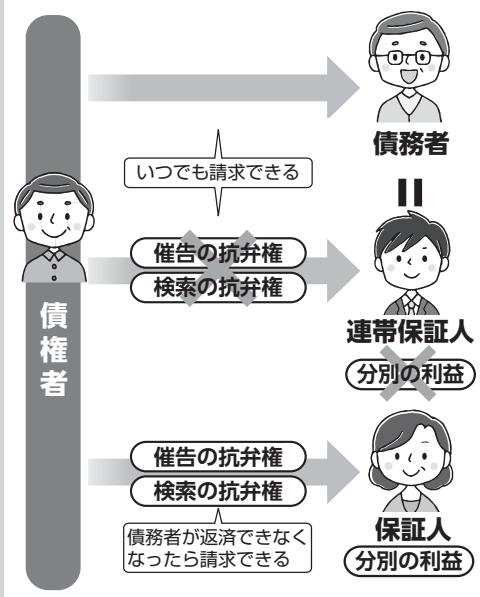 債務者
いつでも請求できる
催告の抗弁権
検索の抗弁権
連帯保証人
分別の利益
債権者
催告の抗弁権
検索の抗弁権
債務者が返済できなく
なったら請求できる
保証人
分別の利益